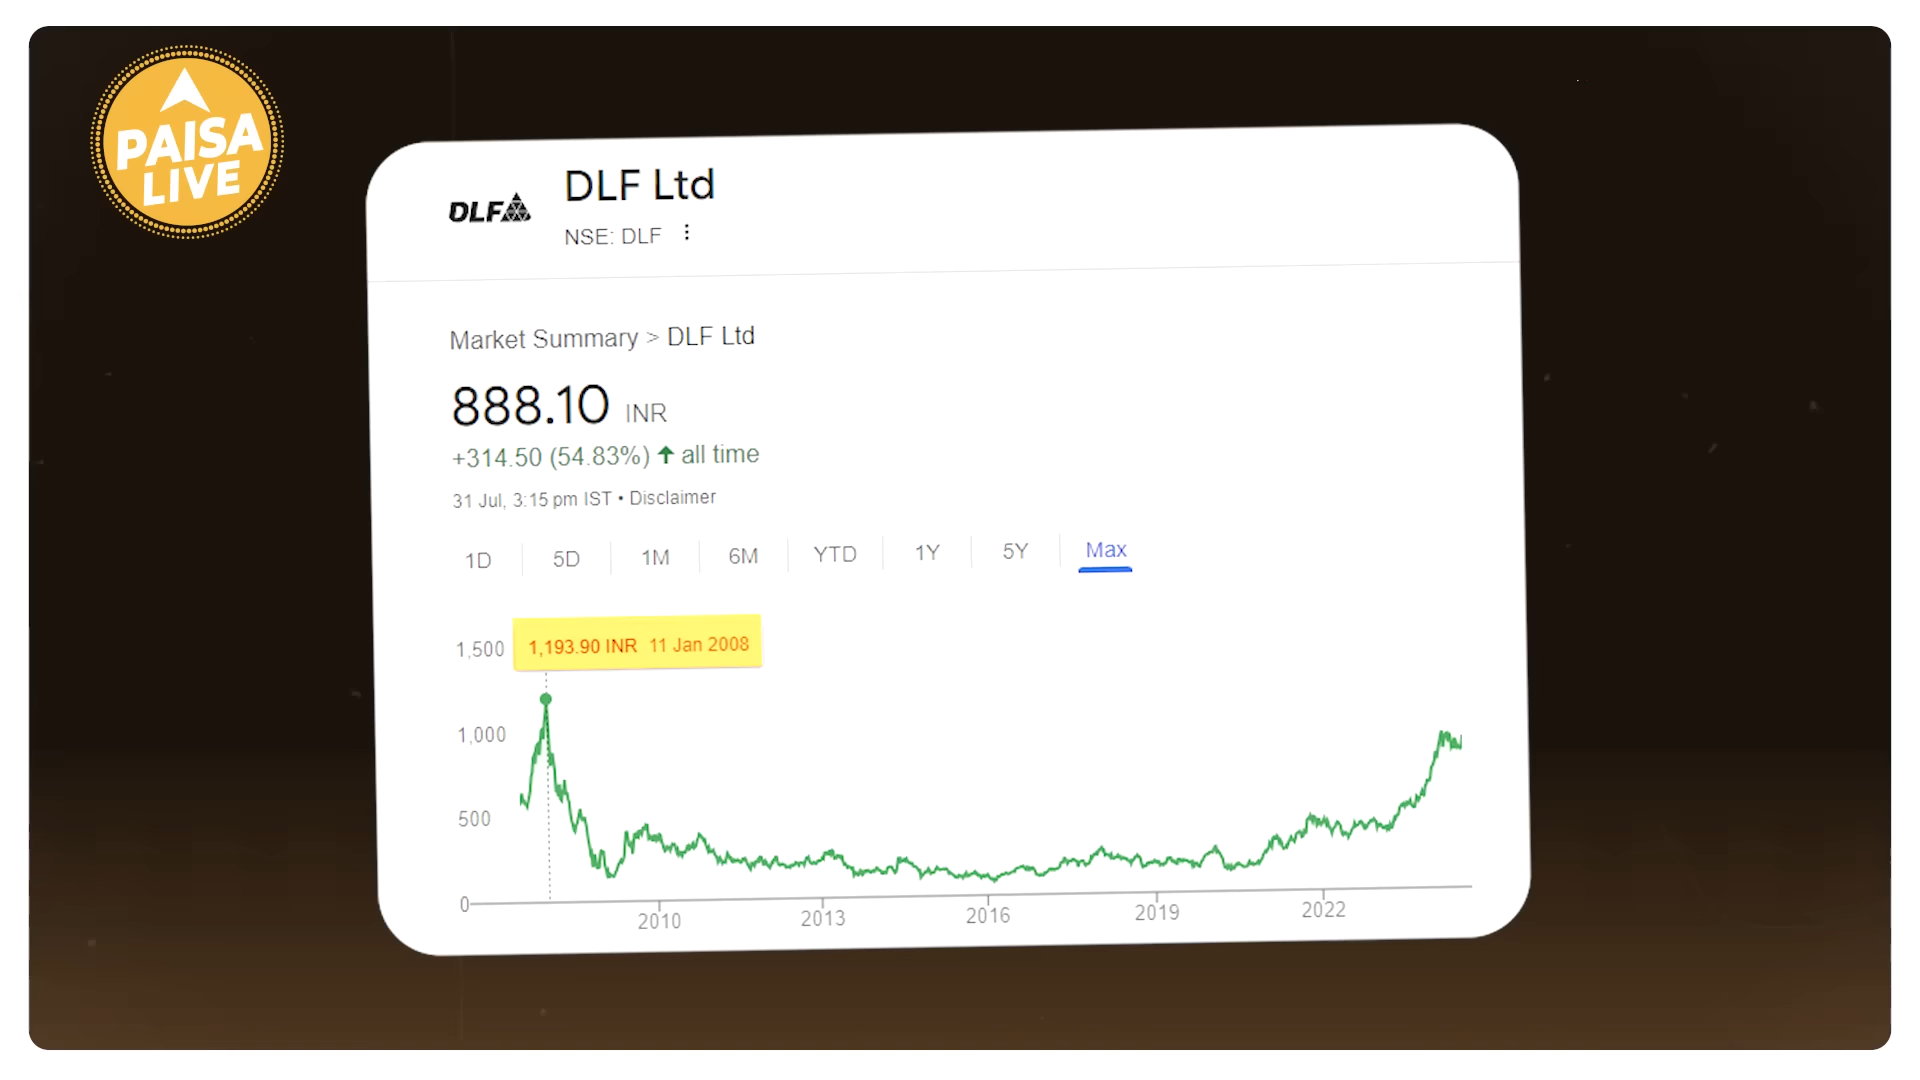 PAISA
LIVE
DLF
DLF Ltd
NSE: DLF
Market Summary > DLF Ltd
888.10 INR
+314.50 (54.83%) ↑ all time
31 Jul, 3:15 pm IST • Disclaimer
1D 5D 1M 6M YTD 1Y 5Y Max
1,500
1,193.90 INR 11 Jan 2008
1,000
500
0
2010 2013 2016 2019 2022